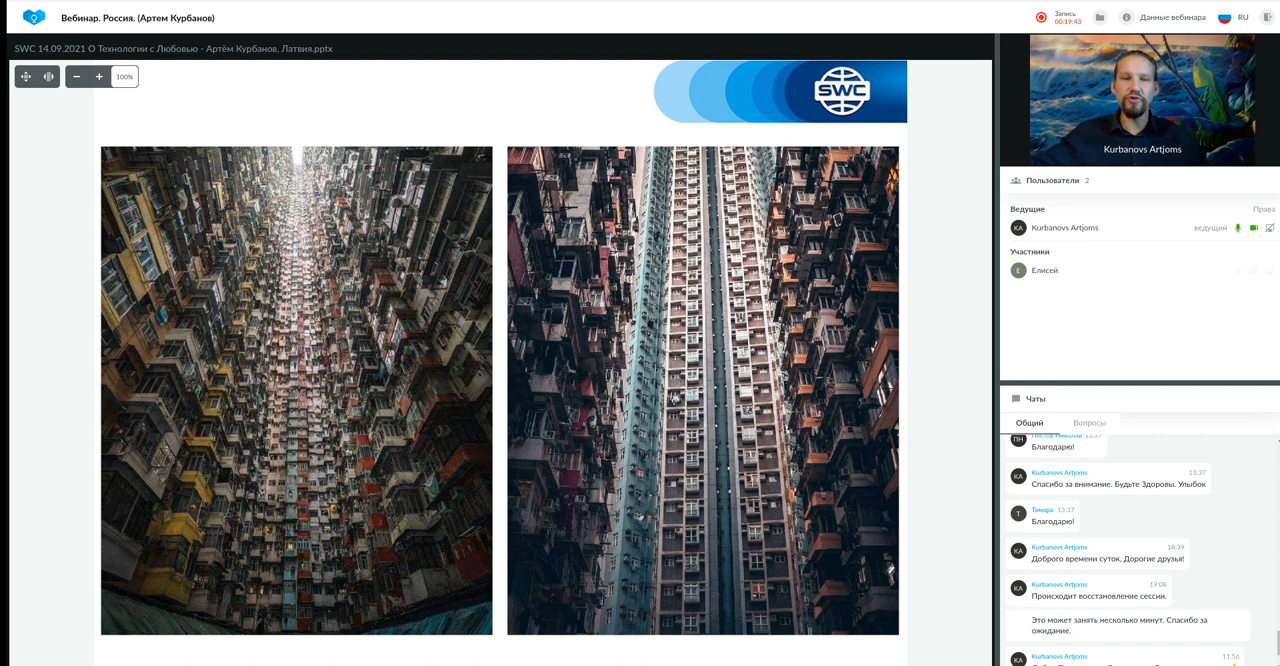 Вебинар. Россия. (Артем Курбанов)
Запись
00:19:43
Данные вебинара
RU
SWC 14.09.2021 О Технологии с Любовью - Артём Курбанов, Латвия.pptx
100%
SWC
Kurbanovs Artjoms
Пользователи 2
Ведущие
Права
KA
Kurbanovs Artjoms
ведущий
Участники
Е
Елисей
Чаты
Общий
Вопросы
ПН
13:37
Благодарю!
KA
Kurbanovs Artjoms 13:37
Спасибо за внимание. Будьте Здоровы. Улыбок
Т
Тамара 13:37
Благодарю!
KA
Kurbanovs Artjoms 18:39
Доброго времени суток, Дорогие друзья!
KA
Kurbanovs Artjoms 19:08
Происходит восстановление сессии.
Это может занять несколько минут. Спасибо за
ожидание.
KA
Kurbanovs Artjoms 11:56